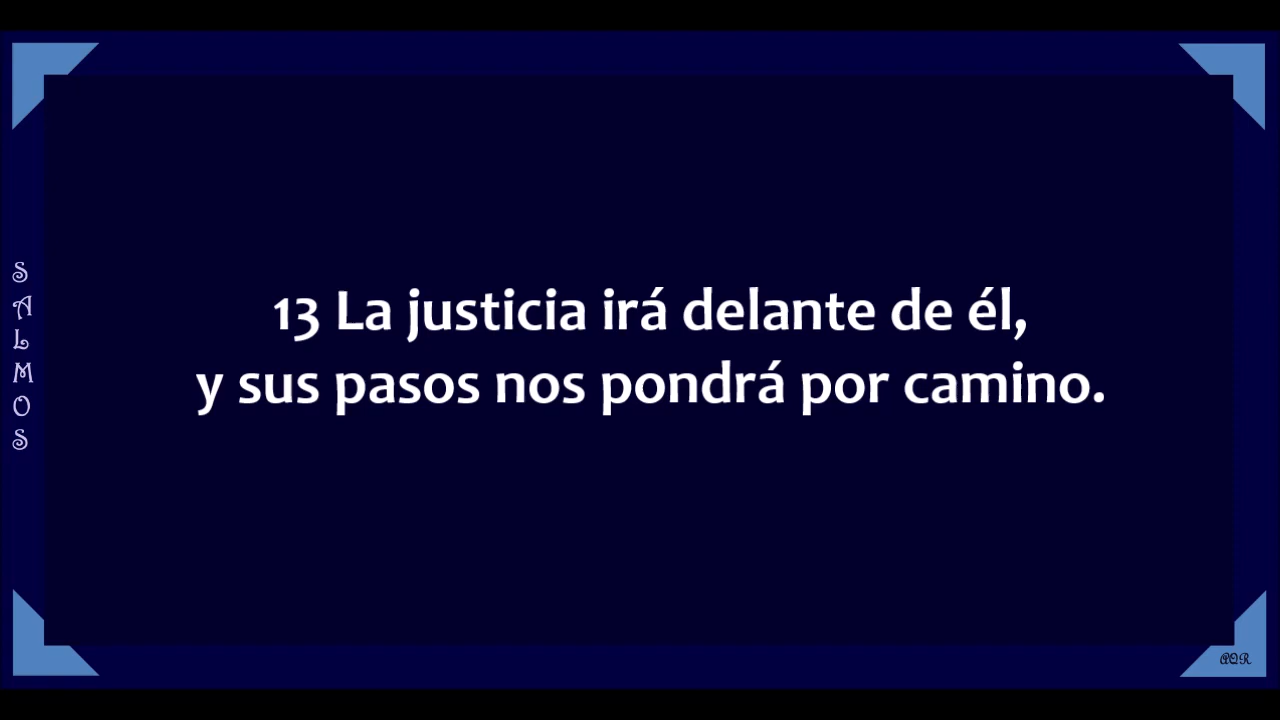 SALMOS
13 La justicia irá delante de él,
y sus pasos nos pondrá por camino.